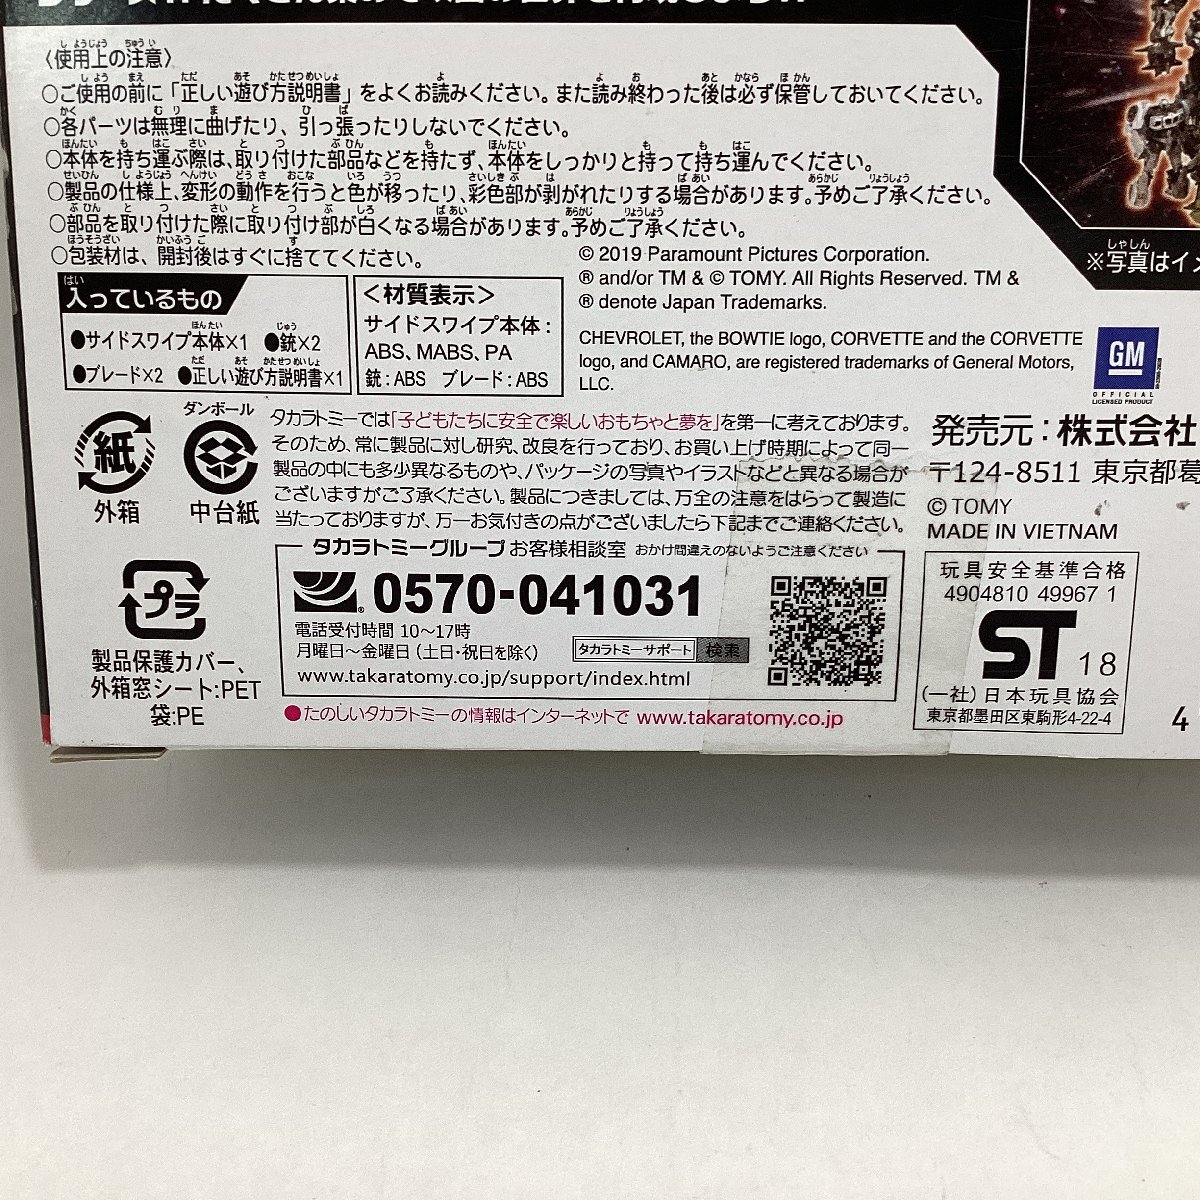 〈使用上の注意〉
○ご使用の前に「正しい遊び方説明書」をよくお読みください。また読み終わった後は必ず保管しておいてください。
○各パーツは無理に曲げたり、引っ張ったりしないでください。
○本体を持ち運ぶ際は、取り付けた部品などを持たず、本体をしっかりと持って持ち運んでください。
○製品の仕様上、変形の動作を行うと色が移ったり、彩色部が剥がれたりする場合があります。予めご了承ください。
○部品を取り付けた際に取り付け部が白くなる場合があります。予めご了承ください。
○包装材は、開封後はすぐに捨ててください。
© 2019 Paramount Pictures Corporation.
® and/or TM & © TOMY. All Rights Reserved. TM &
® denote Japan Trademarks.
しゃしん
※写真はイメ
入っているもの
●サイドスワイプ本体×1 ●銃×2
●ブレード×2 ●正しい遊び方説明書×1
＜材質表示＞
サイドスワイプ本体：
ABS、MABS、PA
銃：ABS ブレード：ABS
CHEVROLET, the BOWTIE logo, CORVETTE and the CORVETTE
logo, and CAMARO, are registered trademarks of General Motors,
LLC.
GM
OFFICIAL
LICENSED PRODUCT
紙
外箱
ダンボール
中台紙
タカラトミーでは「子どもたちに安全で楽しいおもちゃと夢を」を第一に考えております。
そのため、常に製品に対し研究、改良を行っており、お買い上げ時期によって同一
製品の中にも多少異なるものや、パッケージの写真やイラストなどと異なる場合が
ございますがご了承ください。製品につきましては、万全の注意をはらって製造に
当たっておりますが、万一お気付きの点がございましたら下記までご連絡ください。
発売元：株式会社
〒124-8511 東京都葛
© TOMY
MADE IN VIETNAM
プラ
製品保護カバー、
外箱窓シート:PET
袋:PE
タカラトミーグループ お客様相談室 おかけ間違えのないようご注意ください
0570-041031
電話受付時間 10〜17時
月曜日〜金曜日（土日・祝日を除く）
タカラトミーサポート 検索
www.takaratomy.co.jp/support/index.html
●たのしいタカラトミーの情報はインターネットで www.takaratomy.co.jp
玩具安全基準合格
4904810 49967 1
ST 18
（一社）日本玩具協会
東京都墨田区東駒形4-22-4
4